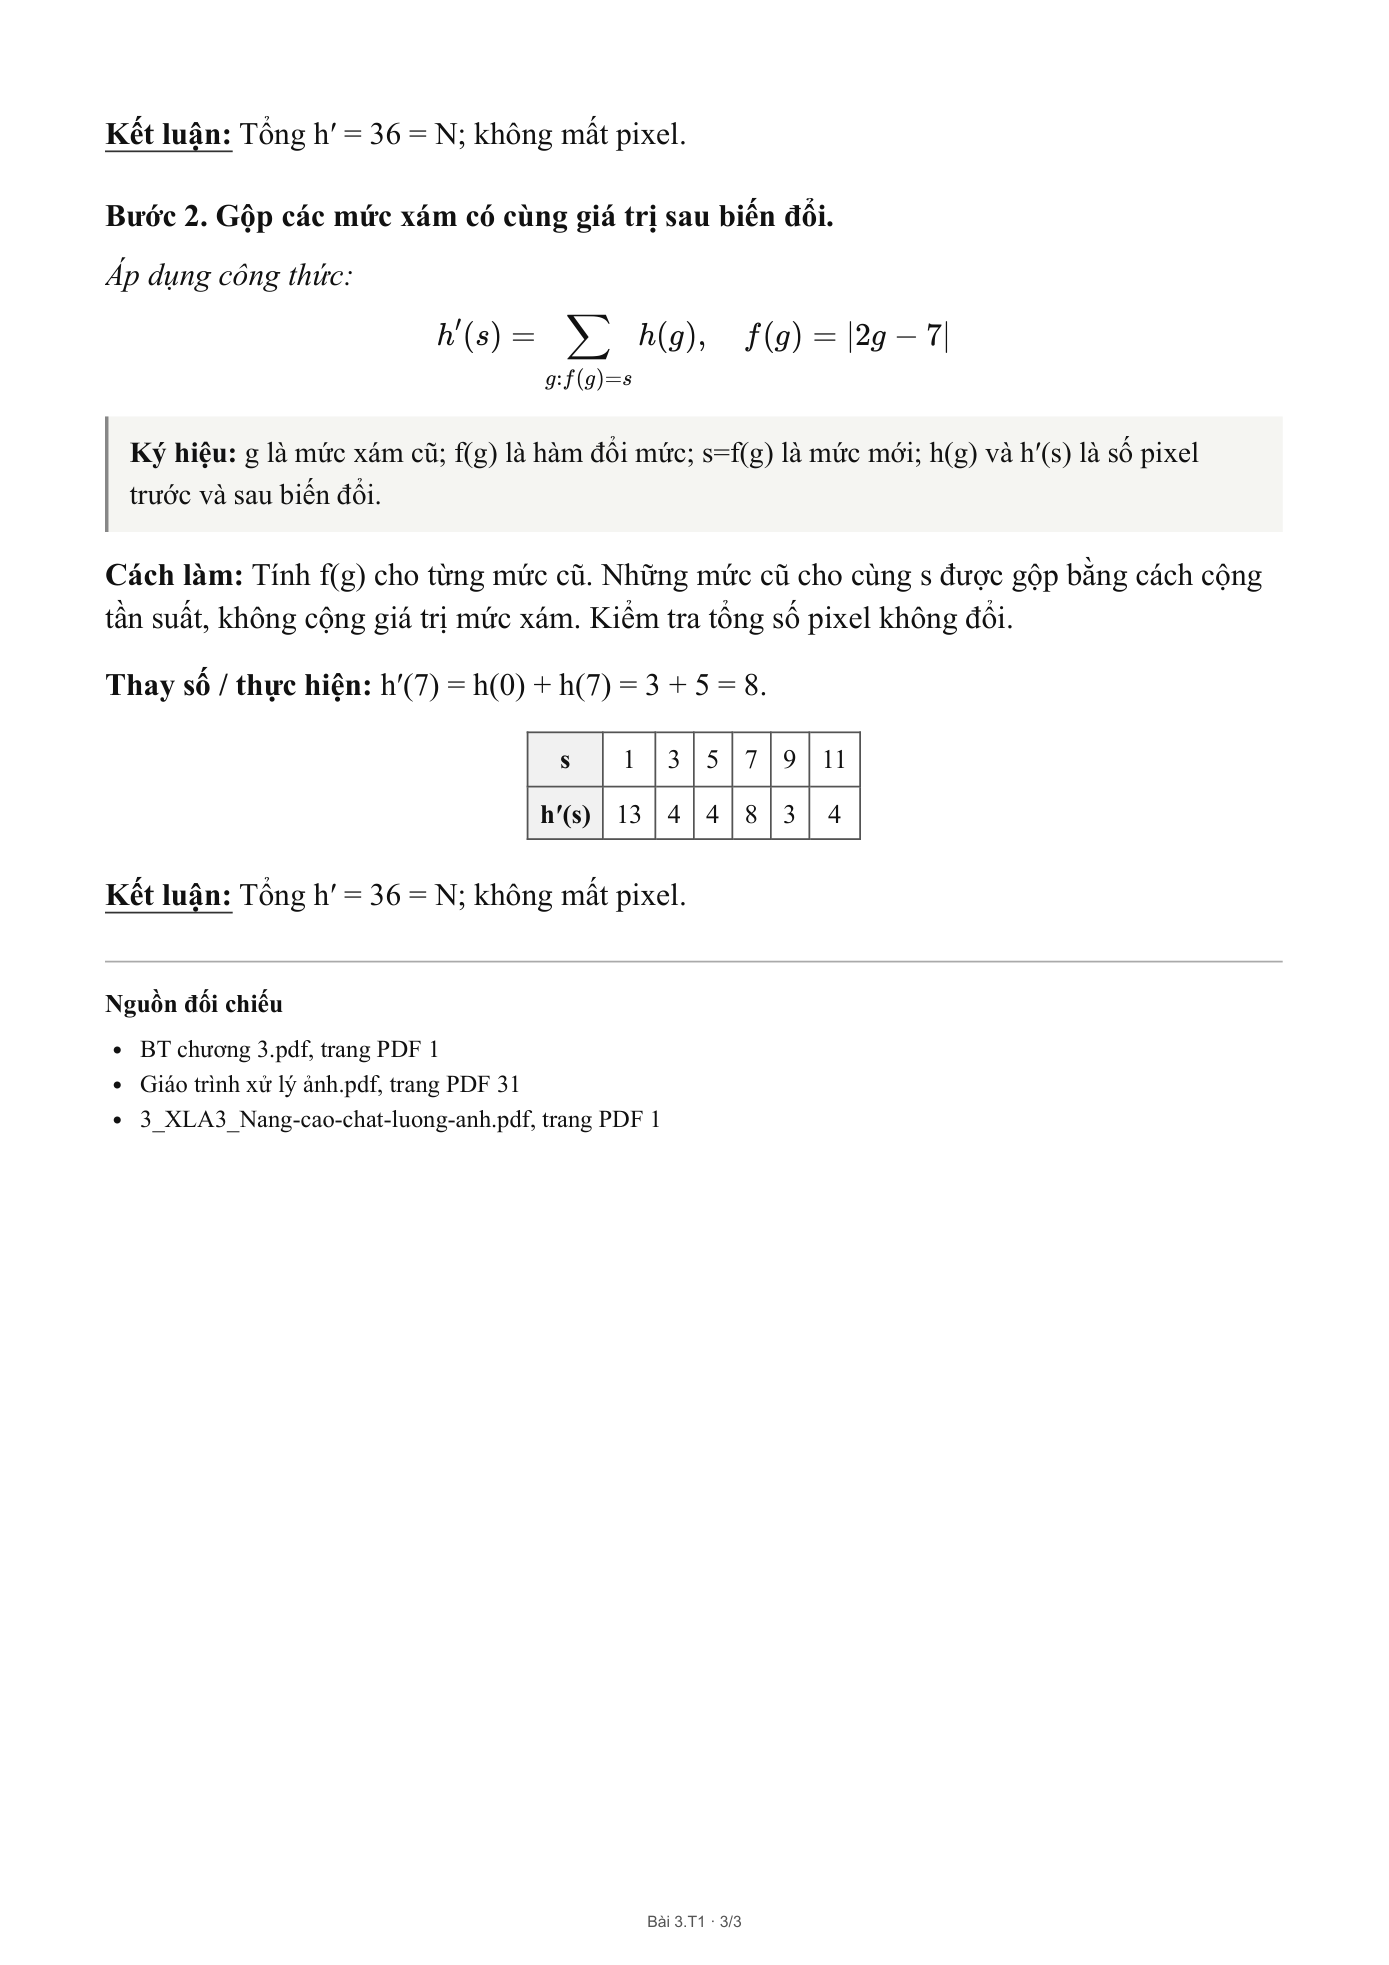 Kết luận: Tổng h′ = 36 = N; không mất pixel.
Bước 2. Gộp các mức xám có cùng giá trị sau biến đổi.
Áp dụng công thức:
h′(s) = ∑ h(g), f(g) = |2g − 7|
g:f(g)=s
Ký hiệu: g là mức xám cũ; f(g) là hàm đổi mức; s=f(g) là mức mới; h(g) và h′(s) là số pixel
trước và sau biến đổi.
Cách làm: Tính f(g) cho từng mức cũ. Những mức cũ cho cùng s được gộp bằng cách cộng
tần suất, không cộng giá trị mức xám. Kiểm tra tổng số pixel không đổi.
Thay số / thực hiện: h′(7) = h(0) + h(7) = 3 + 5 = 8.
s 1 3 5 7 9 11
h′(s) 13 4 4 8 3 4
Kết luận: Tổng h′ = 36 = N; không mất pixel.
Nguồn đối chiếu
• BT chương 3.pdf, trang PDF 1
• Giáo trình xử lý ảnh.pdf, trang PDF 31
• 3_XLA3_Nang-cao-chat-luong-anh.pdf, trang PDF 1
Bài 3.T1 · 3/3